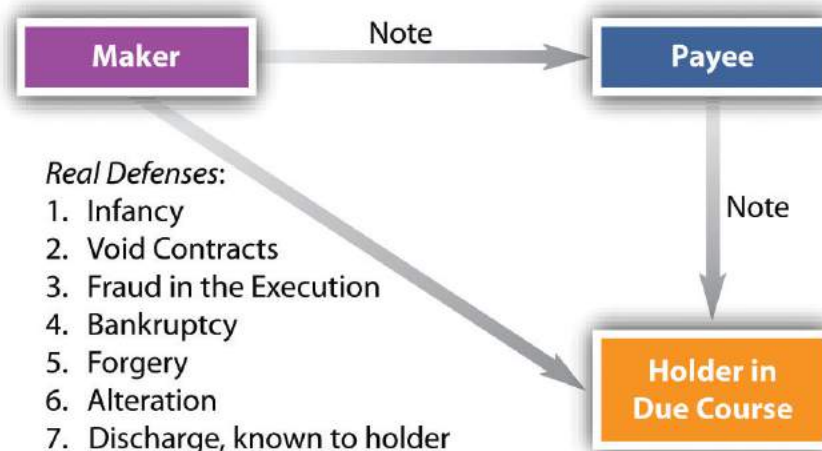 Maker
Note
Payee
Real Defenses:
1. Infancy
2. Void Contracts
3. Fraud in the Execution
4. Bankruptcy
5. Forgery
6. Alteration
7. Discharge, known to holder
Note
Holder in
Due Course